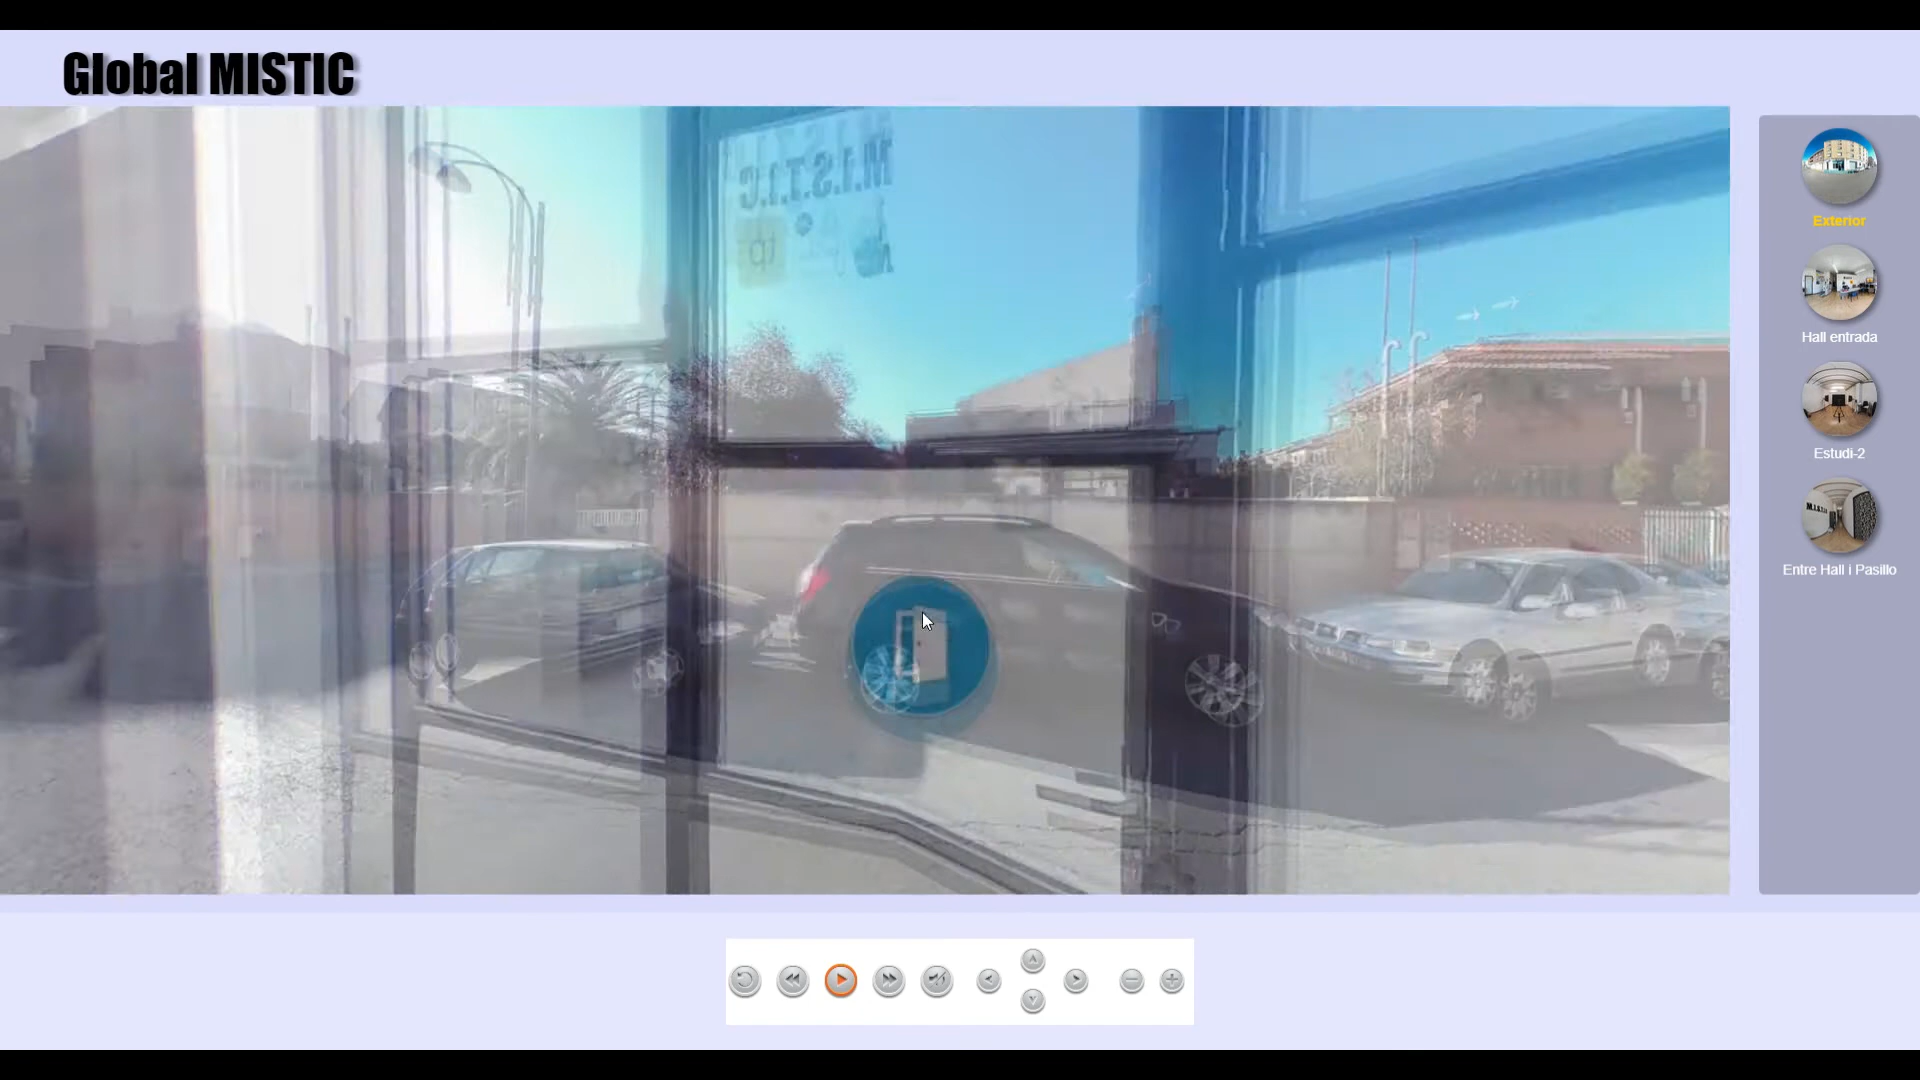 Global MISTIC
M.I.S.T.I.C
Exterior
Hall entrada
Estudi-2
Entre Hall i Pasillo